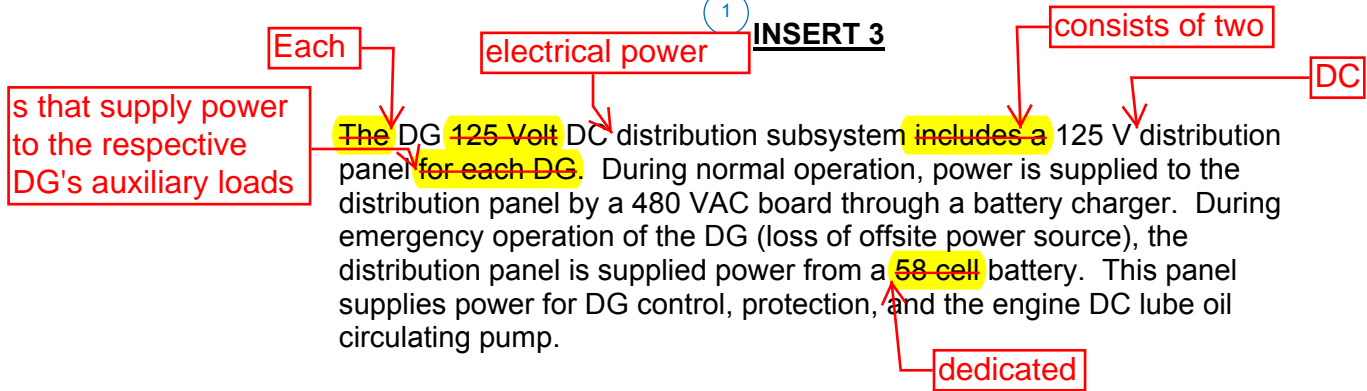 1
INSERT 3
consists of two
Each
electrical power
DC
s that supply power
to the respective
DG's auxiliary loads
The DG 125 Volt DC distribution subsystem includes a 125 V distribution
panel for each DG. During normal operation, power is supplied to the
distribution panel by a 480 VAC board through a battery charger. During
emergency operation of the DG (loss of offsite power source), the
distribution panel is supplied power from a 58 cell battery. This panel
supplies power for DG control, protection, and the engine DC lube oil
circulating pump.
dedicated